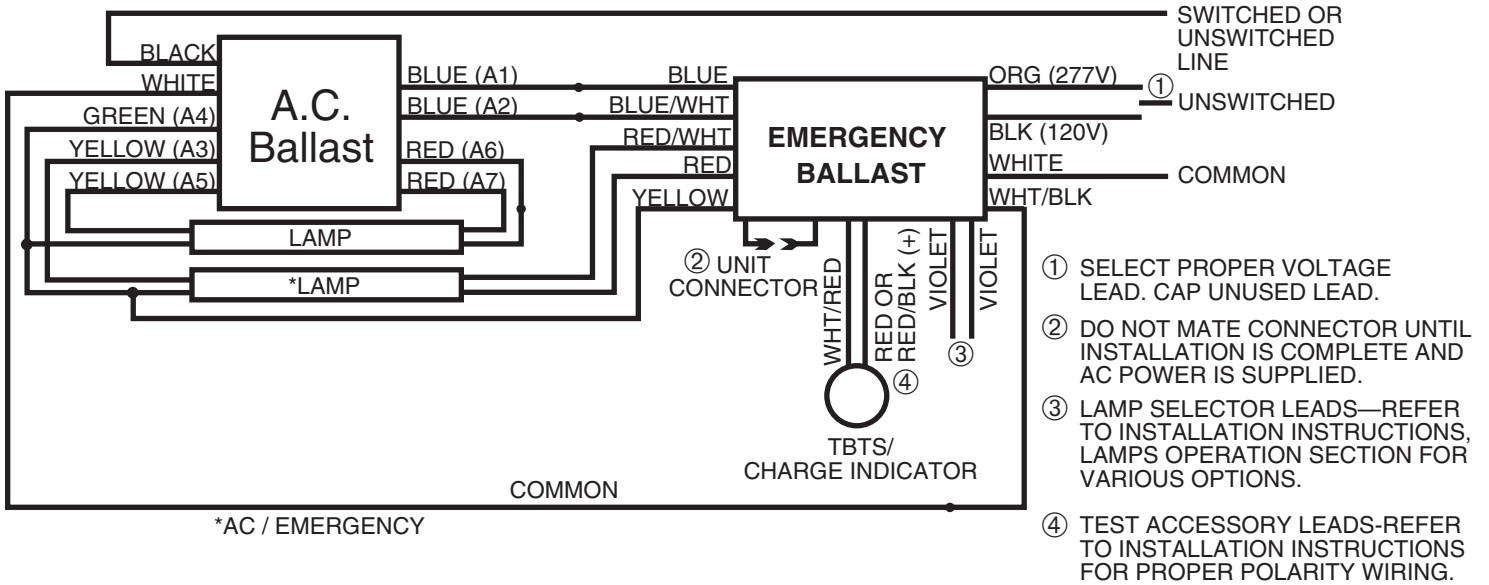 SWITCHED OR
UNSWITCHED
LINE
BLACK
WHITE
GREEN (A4)
YELLOW (A3)
YELLOW (A5)
A.C.
Ballast
BLUE (A1)
BLUE (A2)
RED (A6)
RED (A7)
BLUE
BLUE/WHT
RED/WHT
RED
YELLOW
EMERGENCY
BALLAST
ORG (277V)
①
UNSWITCHED
BLK (120V)
WHITE
COMMON
WHT/BLK
LAMP
*LAMP
② UNIT
CONNECTOR
WHT/RED
RED OR
RED/BLK (+)
VIOLET
VIOLET
③
④
TBTS/
CHARGE INDICATOR
COMMON
*AC / EMERGENCY
① SELECT PROPER VOLTAGE
LEAD. CAP UNUSED LEAD.
② DO NOT MATE CONNECTOR UNTIL
INSTALLATION IS COMPLETE AND
AC POWER IS SUPPLIED.
③ LAMP SELECTOR LEADS—REFER
TO INSTALLATION INSTRUCTIONS,
LAMPS OPERATION SECTION FOR
VARIOUS OPTIONS.
④ TEST ACCESSORY LEADS-REFER
TO INSTALLATION INSTRUCTIONS
FOR PROPER POLARITY WIRING.